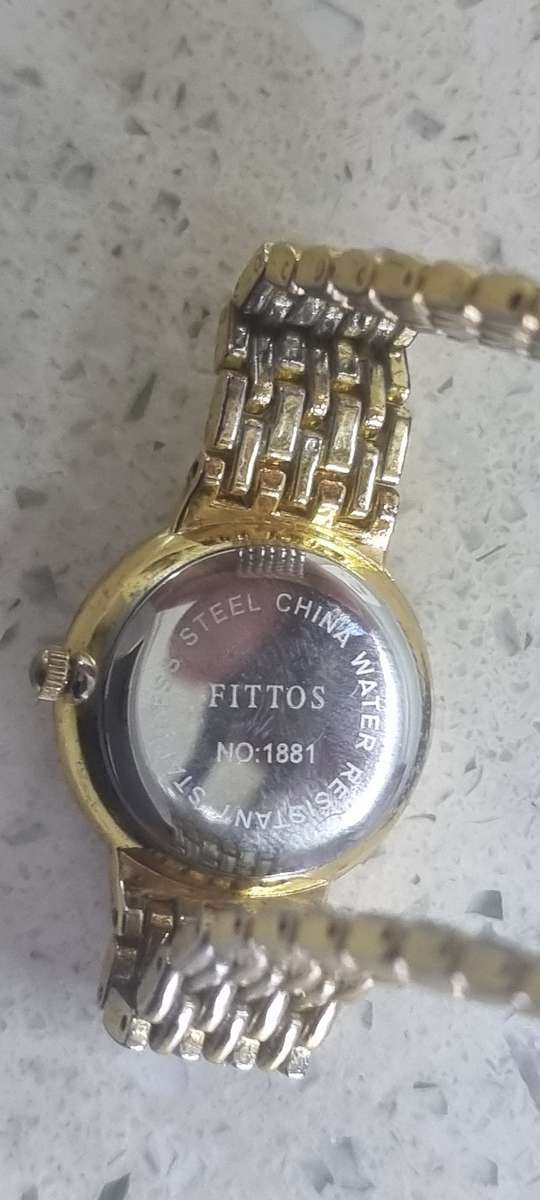 FITTOS
NO:1881
WATER RESISTANT STAINLESS STEEL CHINA